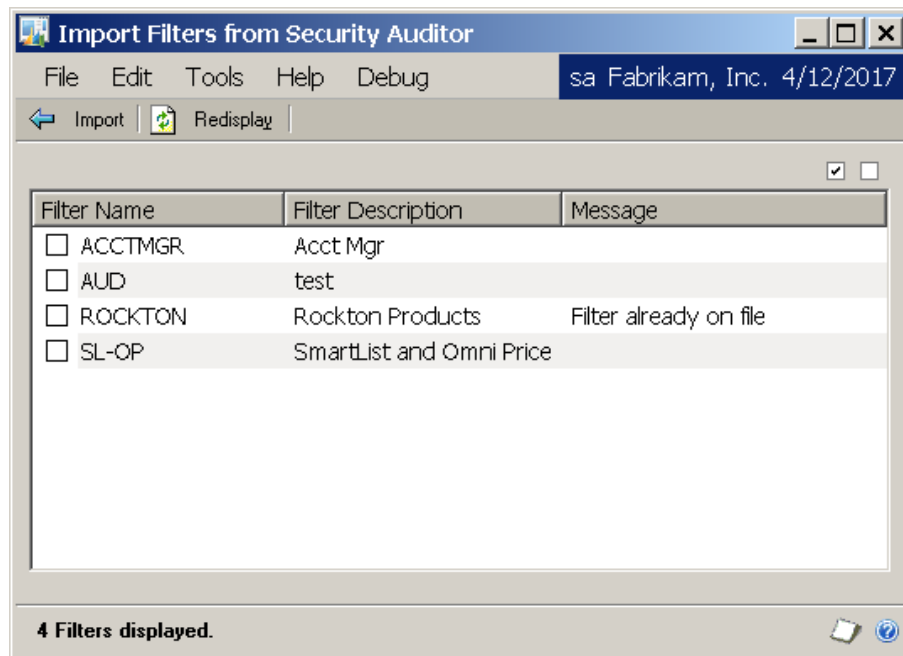 Import Filters from Security Auditor
File Edit Tools Help Debug sa Fabrikam, Inc. 4/12/2017
Import Redisplay
Filter Name Filter Description Message
ACCTMGR Acct Mgr
AUD test
ROCKTON Rockton Products Filter already on file
SL-OP SmartList and Omni Price
4 Filters displayed.